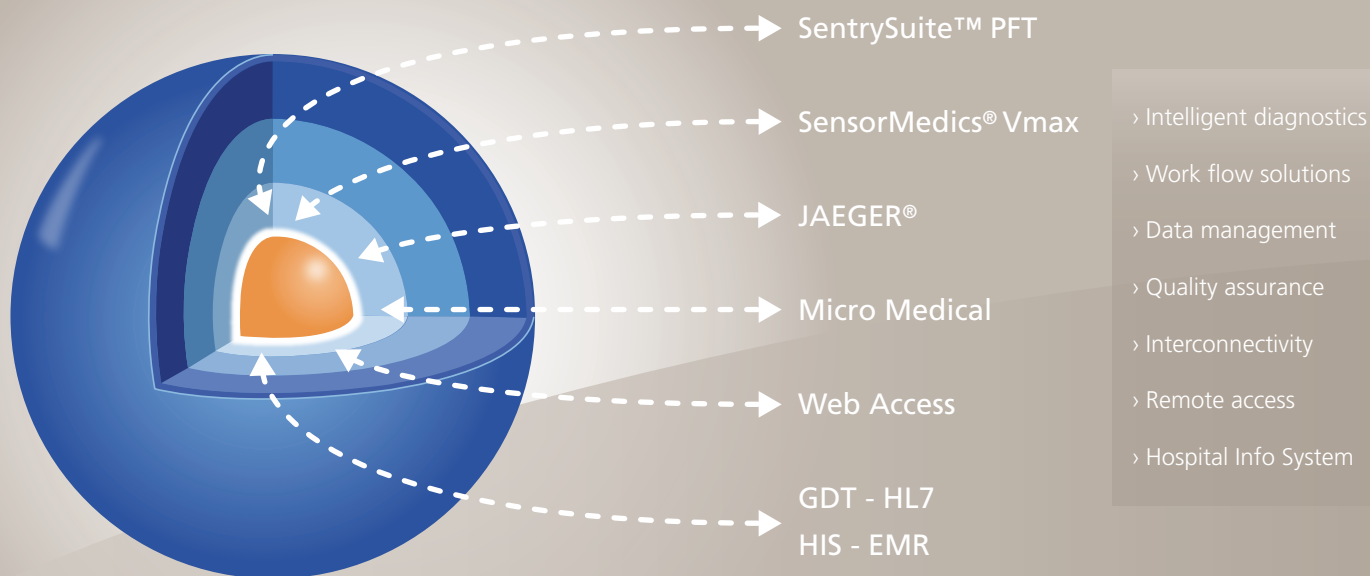 SentrySuite™ PFT
SensorMedics® Vmax
JAEGER®
Micro Medical
Web Access
GDT - HL7
HIS - EMR
› Intelligent diagnostics
› Work flow solutions
› Data management
› Quality assurance
› Interconnectivity
› Remote access
› Hospital Info System